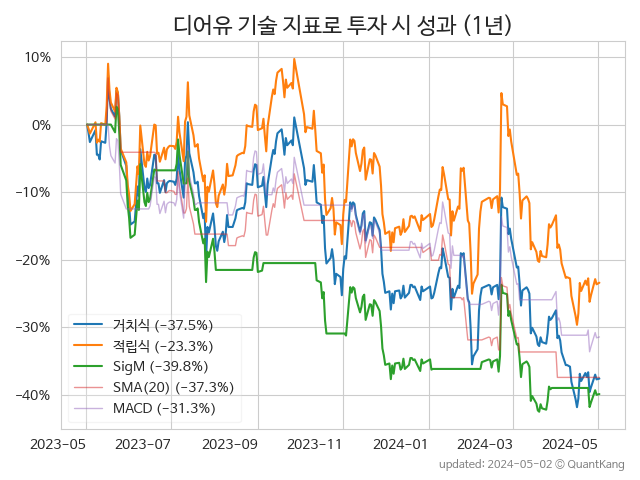 디어유 기술 지표로 투자 시 성과 (1년)
10%
0%
−10%
−20%
−30%
−40%
거치식 (−37.5%)
적립식 (−23.3%)
SigM (−39.8%)
SMA(20) (−37.3%)
MACD (−31.3%)
2023-05
2023-07
2023-09
2023-11
2024-01
2024-03
2024-05
updated: 2024-05-02 © QuantKang